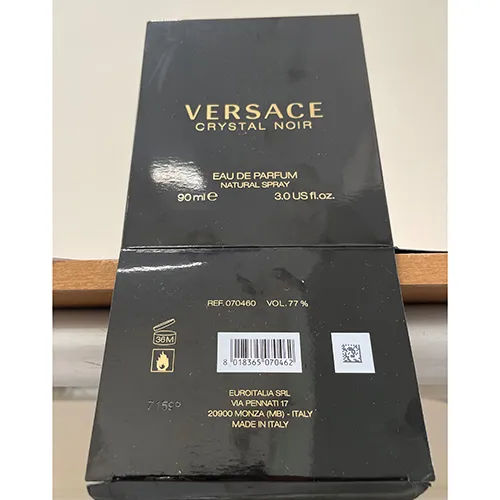 VERSACE
CRYSTAL NOIR
EAU DE PARFUM
NATURAL SPRAY
90 ml ℮ 3.0 US fl.oz.
REF. 070460 VOL. 77 %
36M
8 018365 070462
EUROITALIA SRL
VIA PENNATI 17
20900 MONZA (MB) - ITALY
MADE IN ITALY